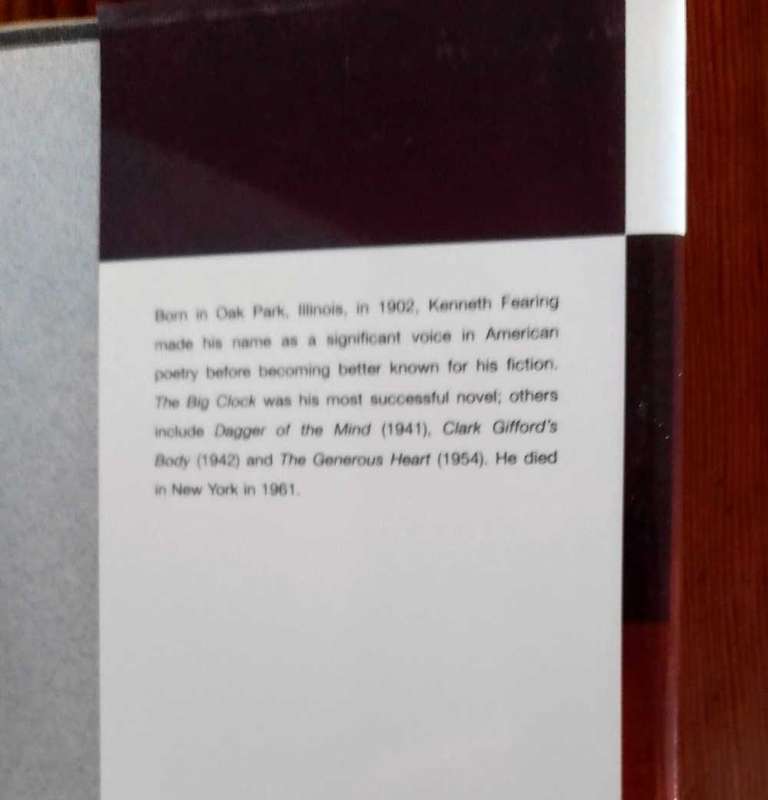 Born in Oak Park, Illinois, in 1902, Kenneth Fearing
made his name as a significant voice in American
poetry before becoming better known for his fiction.
The Big Clock was his most successful novel; others
include Dagger of the Mind (1941), Clark Gifford's
Body (1942) and The Generous Heart (1954). He died
in New York in 1961.